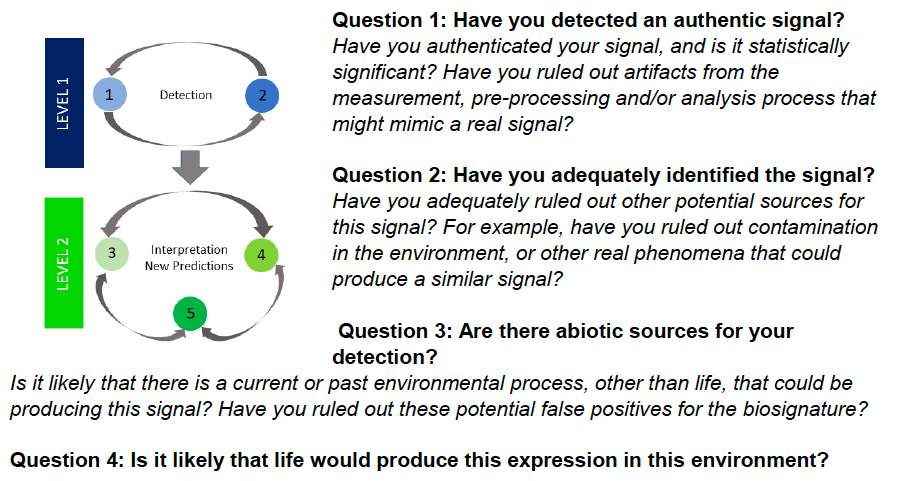 LEVEL 1
1
Detection
2
LEVEL 2
3
Interpretation
New Predictions
4
5
Question 1: Have you detected an authentic signal?
Have you authenticated your signal, and is it statistically
significant? Have you ruled out artifacts from the
measurement, pre-processing and/or analysis process that
might mimic a real signal?
Question 2: Have you adequately identified the signal?
Have you adequately ruled out other potential sources for
this signal? For example, have you ruled out contamination
in the environment, or other real phenomena that could
produce a similar signal?
Question 3: Are there abiotic sources for your
detection?
Is it likely that there is a current or past environmental process, other than life, that could be
producing this signal? Have you ruled out these potential false positives for the biosignature?
Question 4: Is it likely that life would produce this expression in this environment?